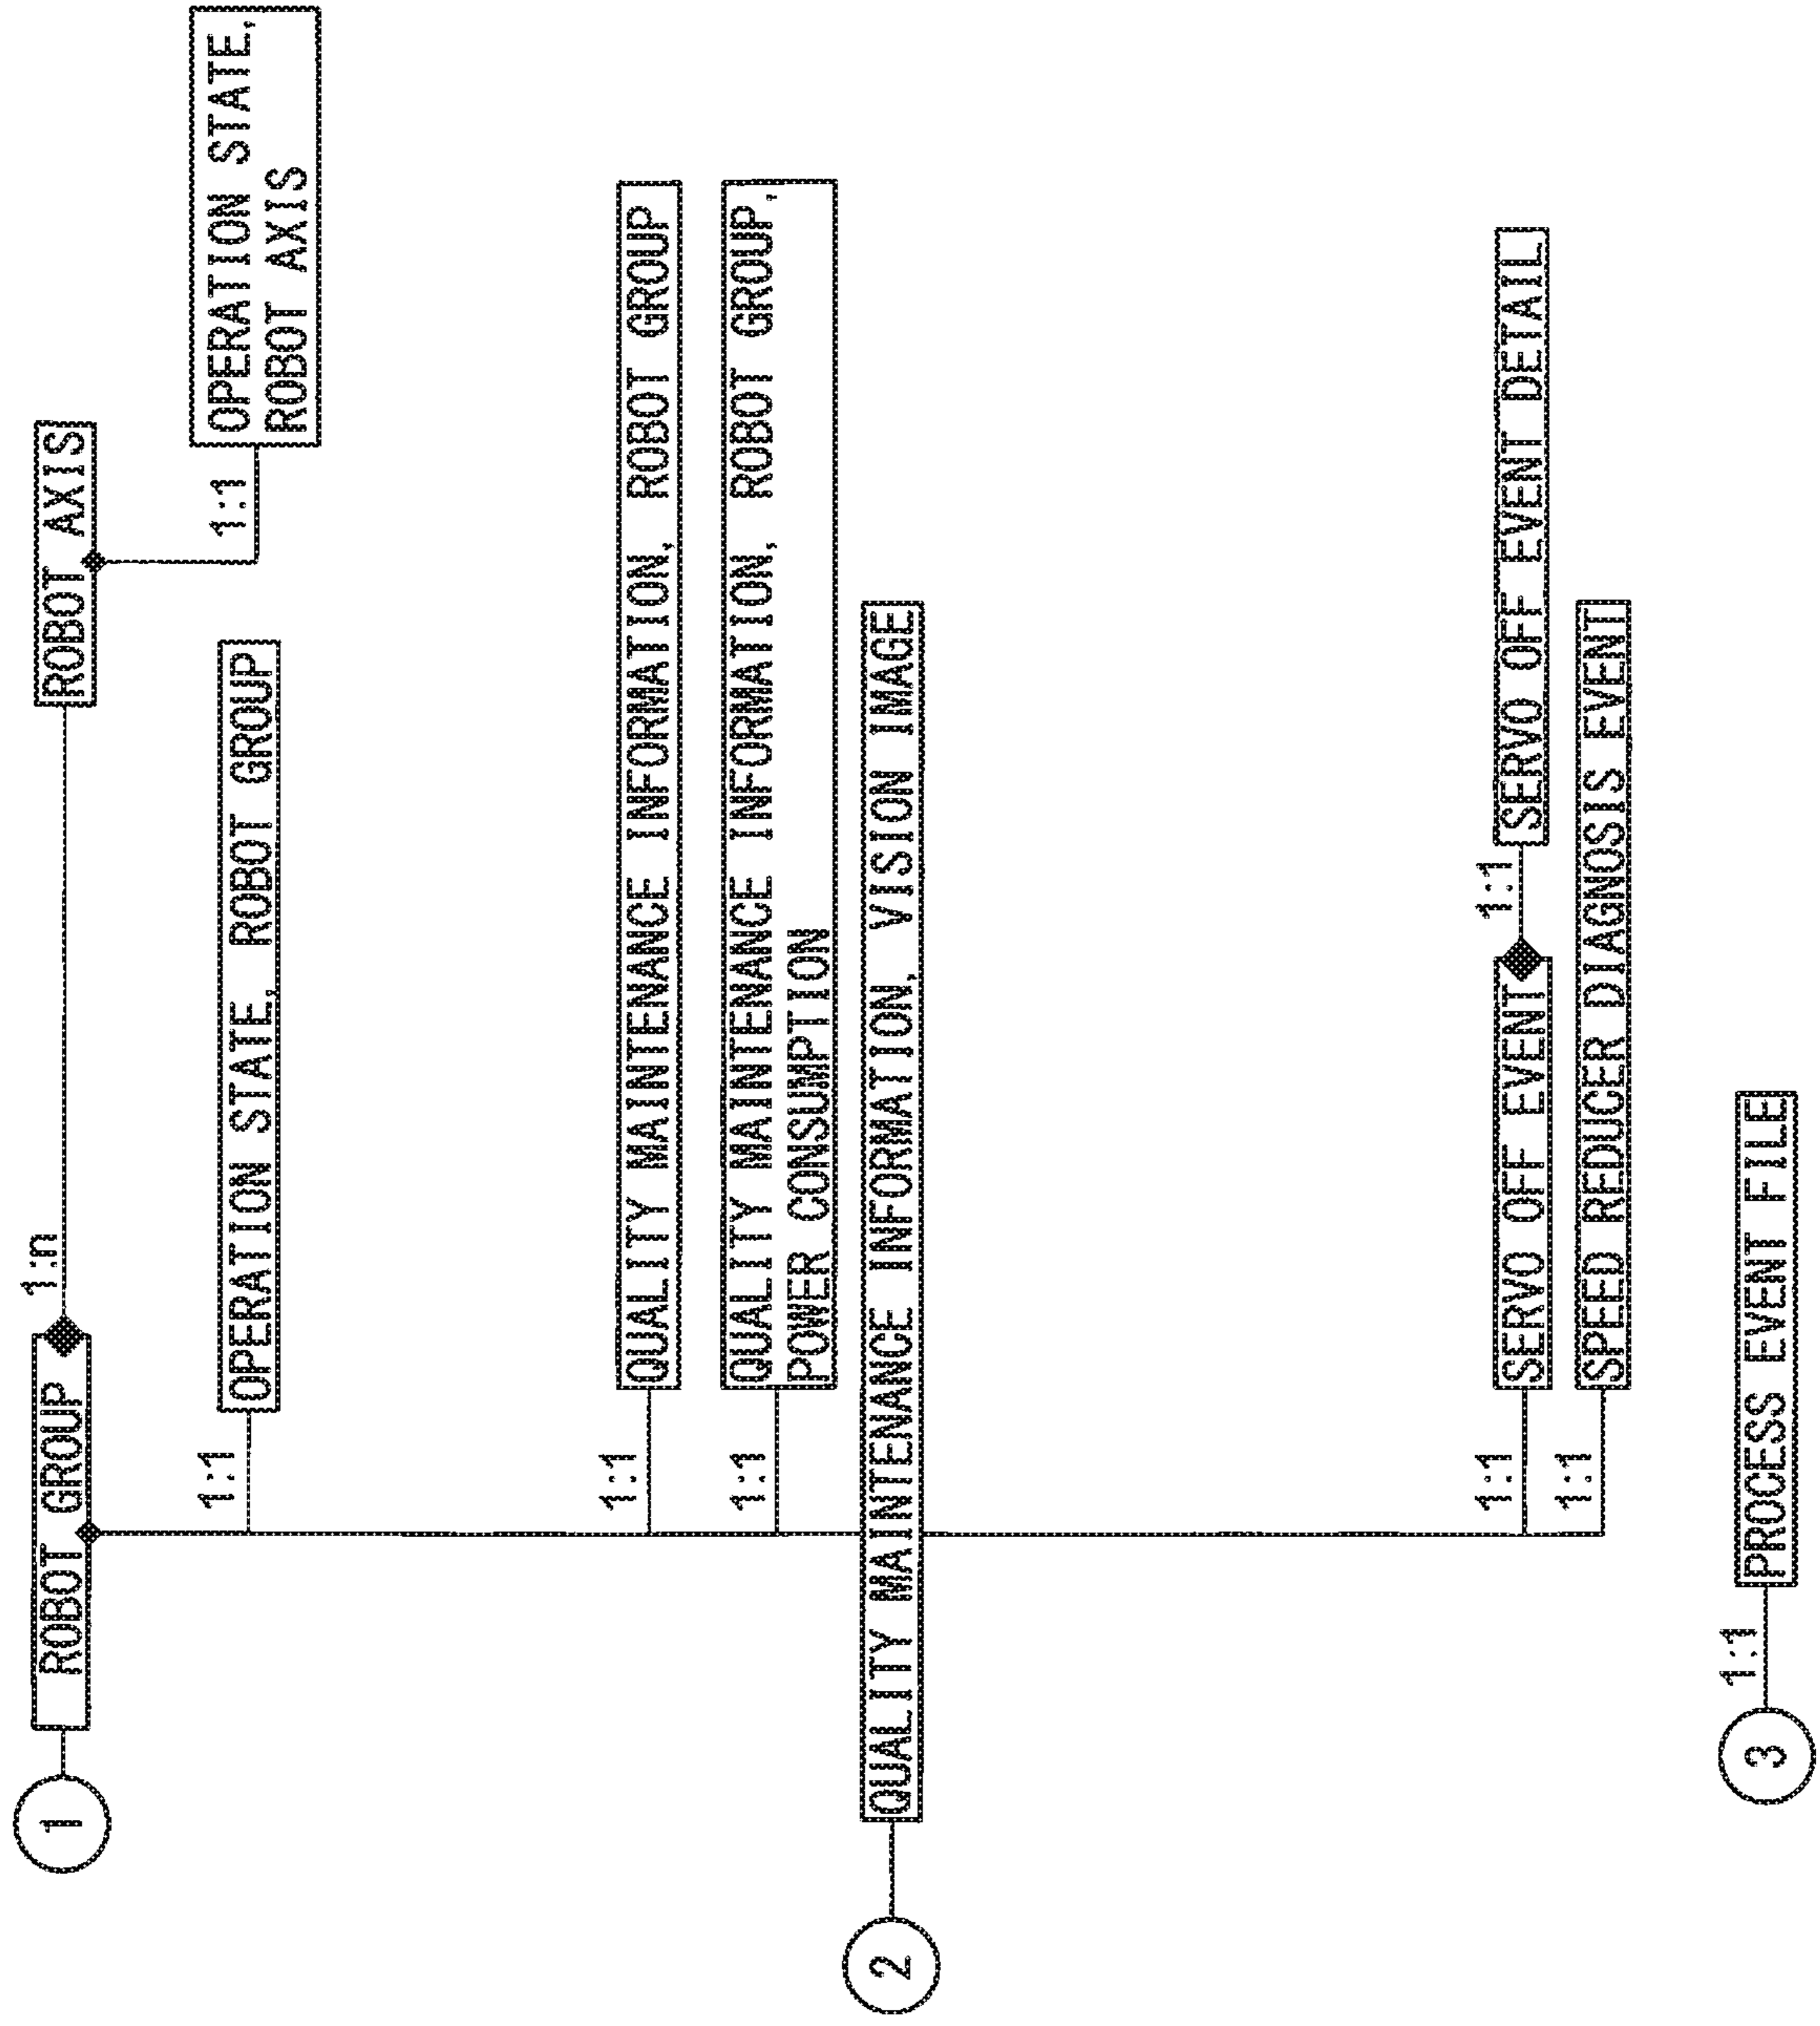 1
ROBOT GROUP
1:n
ROBOT AXIS
1:1
OPERATION STATE,
ROBOT AXIS
1:1
OPERATION STATE, ROBOT GROUP
1:1
QUALITY MAINTENANCE INFORMATION, ROBOT GROUP
1:1
QUALITY MAINTENANCE INFORMATION, ROBOT GROUP,
POWER CONSUMPTION
2
QUALITY MAINTENANCE INFORMATION, VISION IMAGE
1:1
SERVO OFF EVENT
1:1
SERVO OFF EVENT DETAIL
1:1
SPEED REDUCER DIAGNOSIS EVENT
3
1:1
PROCESS EVENT FILE